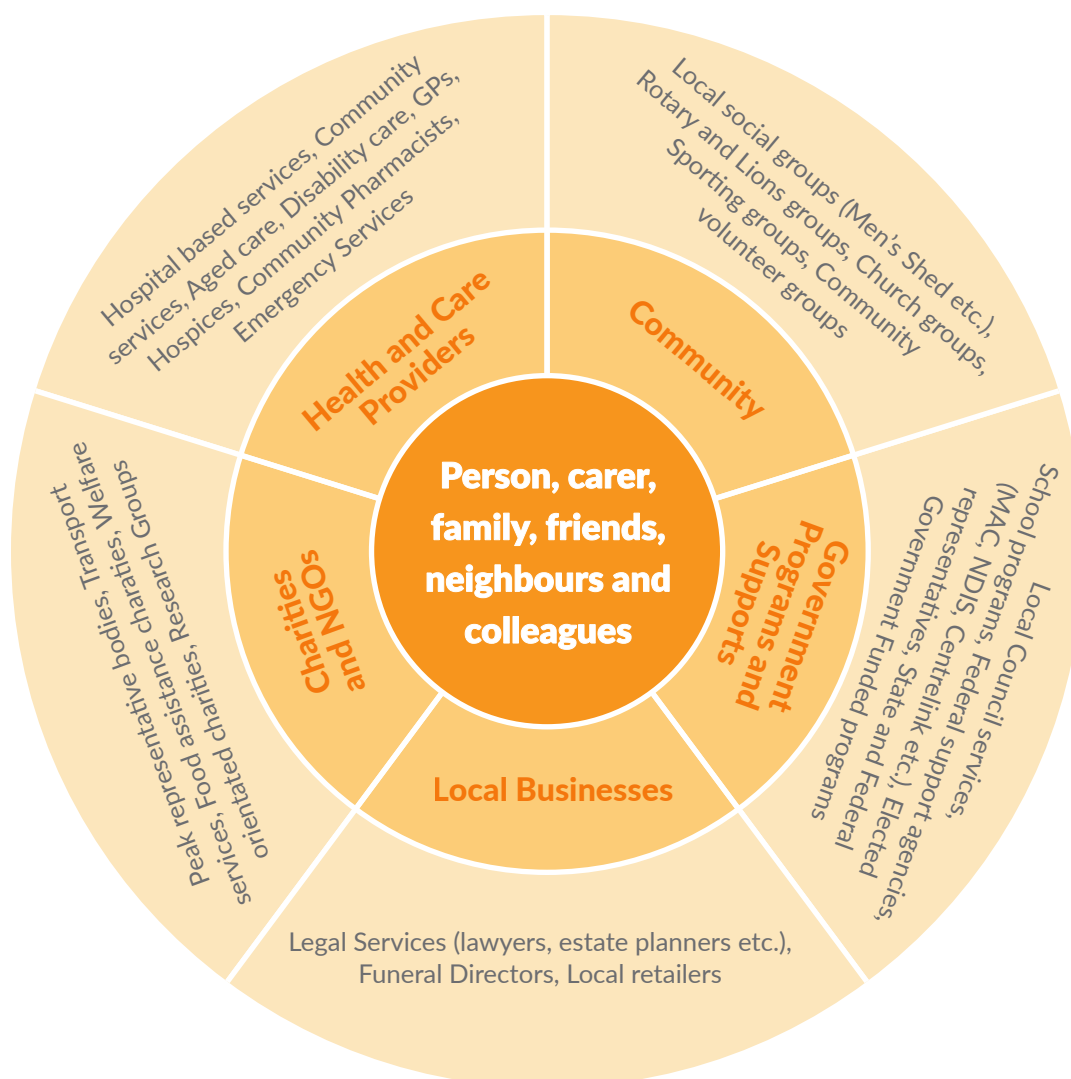 Person, carer,
family, friends,
neighbours and
colleagues
Health and Care
Providers
Hospital based services, Community
services, Aged care, Disability care, GPs,
Hospices, Community Pharmacists,
Emergency Services
Community
Local social groups (Men's Shed etc.),
Rotary and Lions groups, Church groups,
Sporting groups, Community
volunteer groups
Government
Programs and
Supports
Local Council services,
School programs, Federal support agencies,
(MAC, NDIS, Centrelink etc.), Elected
representatives, State and Federal
Government Funded programs
Local Businesses
Legal Services (lawyers, estate planners etc.),
Funeral Directors, Local retailers
Charities
and NGOs
Peak representative bodies, Transport
services, Food assistance charaties, Welfare
orientated charities, Research Groups